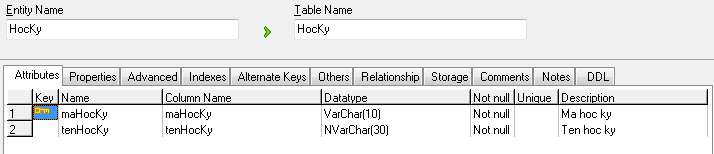 Entity Name Table Name
HocKy HocKy
Attributes Properties Advanced Indexes Alternate Keys Others Relationship Storage Comments Notes DDL
Key Name Column Name Datatype Not null Unique Description
1 maHocKy maHocKy VarChar(10) Not null Ma hoc ky
2 tenHocKy tenHocKy NVarChar(30) Not null Ten hoc ky